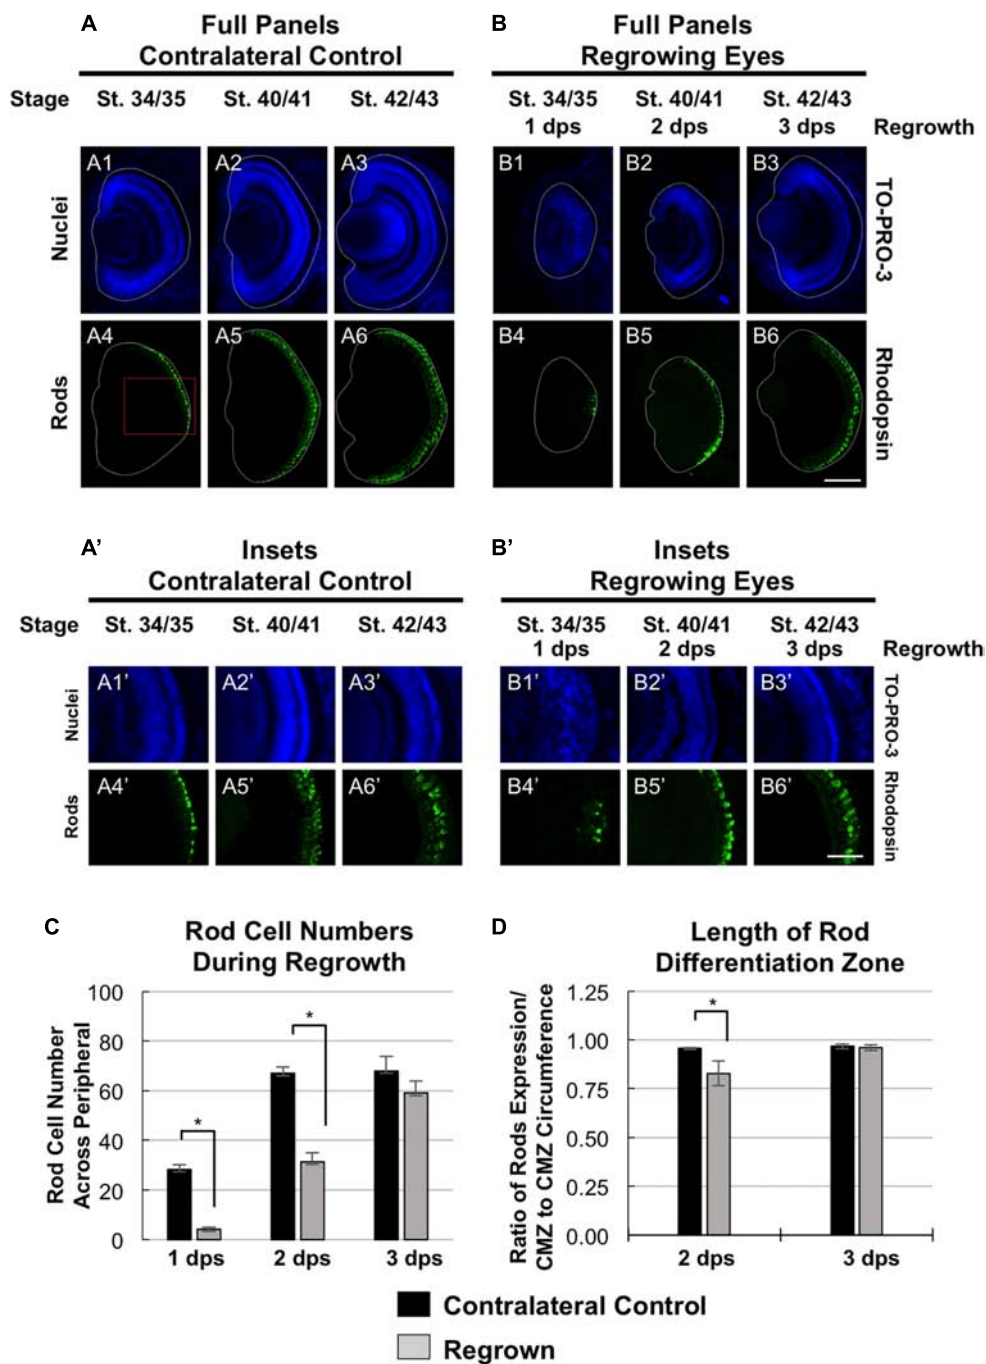 A
Full Panels
Contralateral Control
B
Full Panels
Regrowing Eyes
Stage St. 34/35 St. 40/41 St. 42/43
St. 34/35 St. 40/41 St. 42/43
1 dps 2 dps 3 dps Regrowth
Nuclei
A1 A2 A3
B1 B2 B3
TO-PRO-3
Rods
A4 A5 A6
B4 B5 B6
Rhodopsin
A'
Insets
Contralateral Control
B'
Insets
Regrowing Eyes
Stage St. 34/35 St. 40/41 St. 42/43
St. 34/35 St. 40/41 St. 42/43
1 dps 2 dps 3 dps Regrowth
Nuclei
A1' A2' A3'
B1' B2' B3'
TO-PRO-3
Rods
A4' A5' A6'
B4' B5' B6'
Rhodopsin
C
Rod Cell Numbers
During Regrowth
Rod Cell Number
Across Peripheral
100
80
60
40
20
0
* * 
1 dps 2 dps 3 dps
D
Length of Rod
Differentiation Zone
Ratio of Rods Expression/
CMZ to CMZ Circumference
1.25
1.00
0.75
0.50
0.25
0.00
*
2 dps 3 dps
Contralateral Control
Regrown